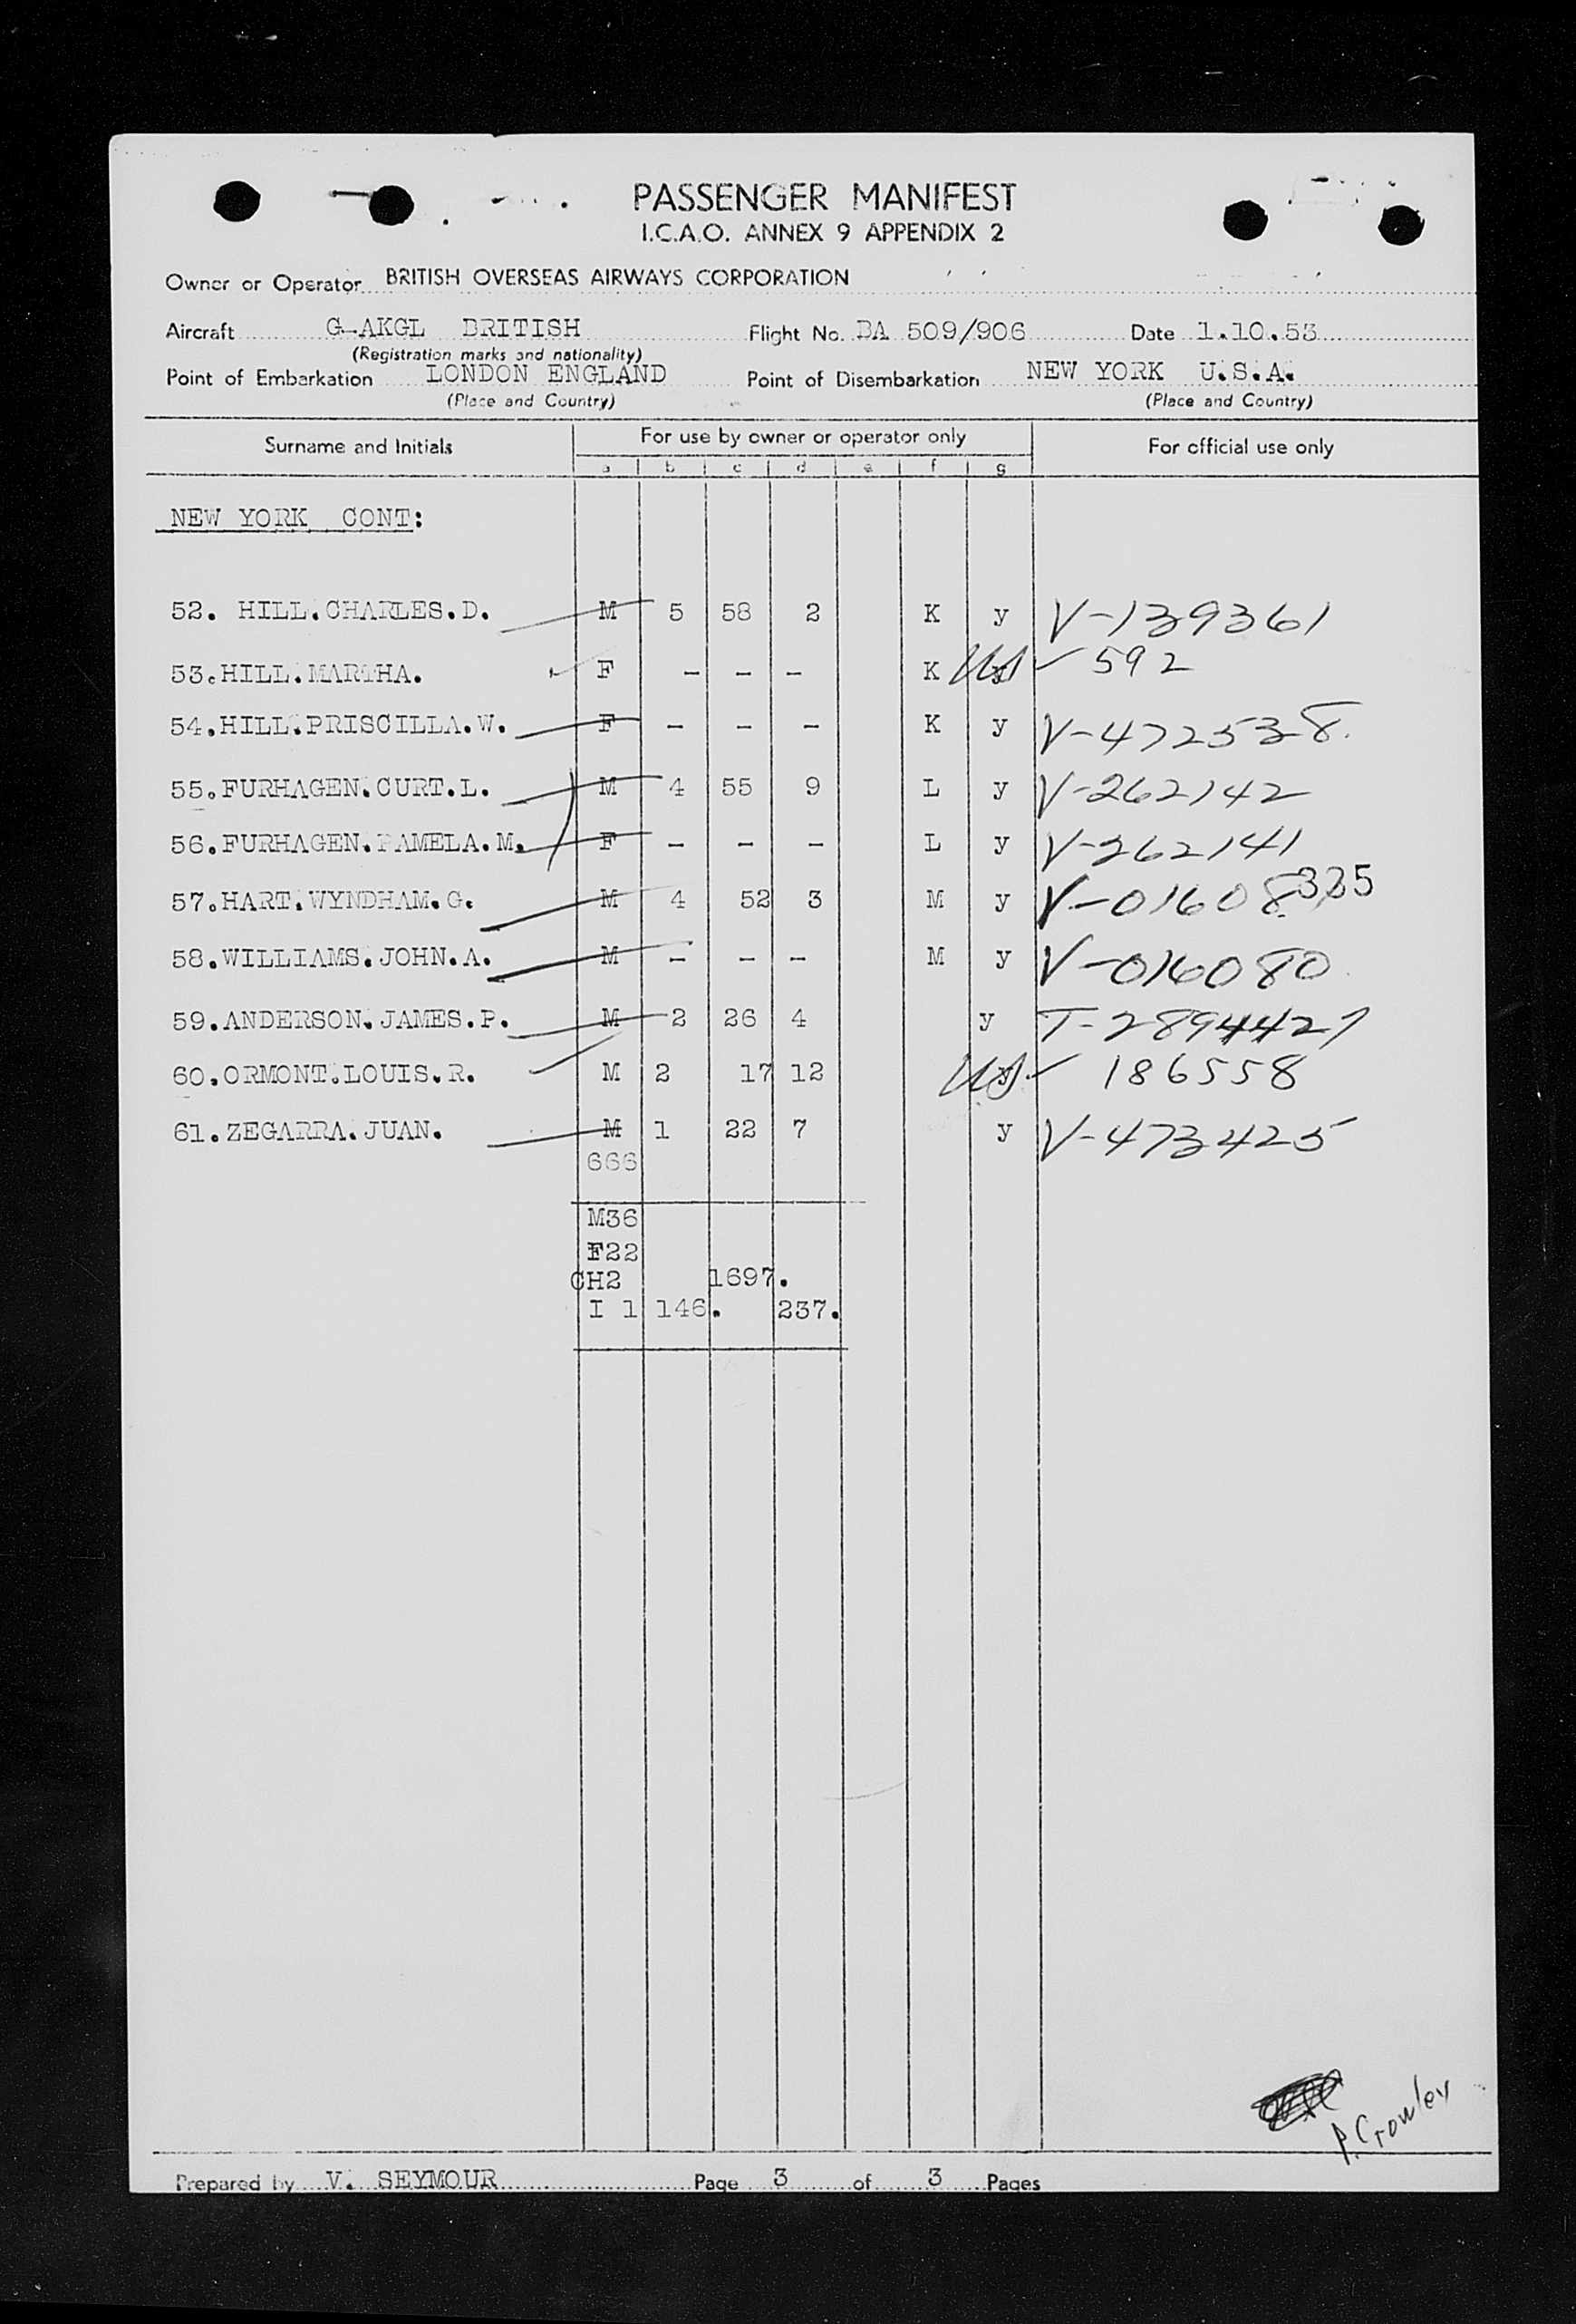 PASSENGER MANIFEST
I.C.A.O. ANNEX 9 APPENDIX 2
Owner or Operator BRITISH OVERSEAS AIRWAYS CORPORATION
Aircraft G-AKGL BRITISH Flight No. BA 509/906 Date 1.10.53
(Registration marks and nationality)
Point of Embarkation LONDON ENGLAND Point of Disembarkation NEW YORK U.S.A.
(Place and Country) (Place and Country)
Surname and Initials For use by owner or operator only For official use only
a b c d e f g
NEW YORK CONT:
52. HILL.CHARLES.D. M 5 58 2 K y V-139361
53.HILL.MARTHA. F - - - K US 592
54.HILL.PRISCILLA.W. F - - - K y V-472538.
55.FURHAGEN.CURT.L. M 4 55 9 L y V-262142
56.FURHAGEN.PAMELA.M. F - - - L y V-262141
57.HART.WYNDHAM.G. M 4 52 3 M y V-01608335
58.WILLIAMS.JOHN.A. M - - - M y V-016080
59.ANDERSON.JAMES.P. M 2 26 4 y T-2894427
60.ORMONT.LOUIS.R. M 2 17 12 US 186558
61.ZEGARRA.JUAN. M 1 22 7 y V-473425
666
M36
F22
CH2 1697.
I 1 146. 237.
P. Crowley
Prepared by V. SEYMOUR Page 3 of 3 Pages